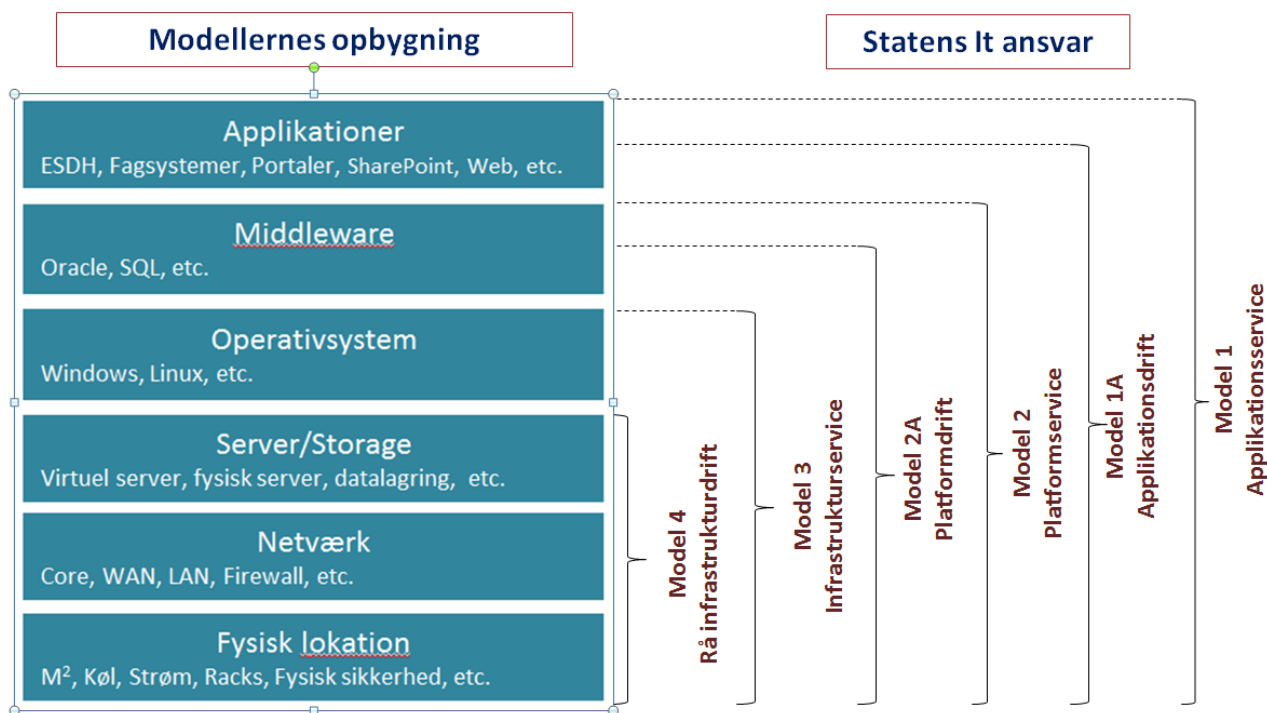 Modellernes opbygning
Statens It ansvar
Applikationer
ESDH, Fagsystemer, Portaler, SharePoint, Web, etc.
Middleware
Oracle, SQL, etc.
Operativsystem
Windows, Linux, etc.
Server/Storage
Virtuel server, fysisk server, datalagring, etc.
Netværk
Core, WAN, LAN, Firewall, etc.
Fysisk lokation
M², Køl, Strøm, Racks, Fysisk sikkerhed, etc.
Model 4
Rå infrastrukturdrift
Model 3
Infrastrukturservice
Model 2A
Platformdrift
Model 2
Platformservice
Model 1A
Applikationsdrift
Model 1
Applikationsservice